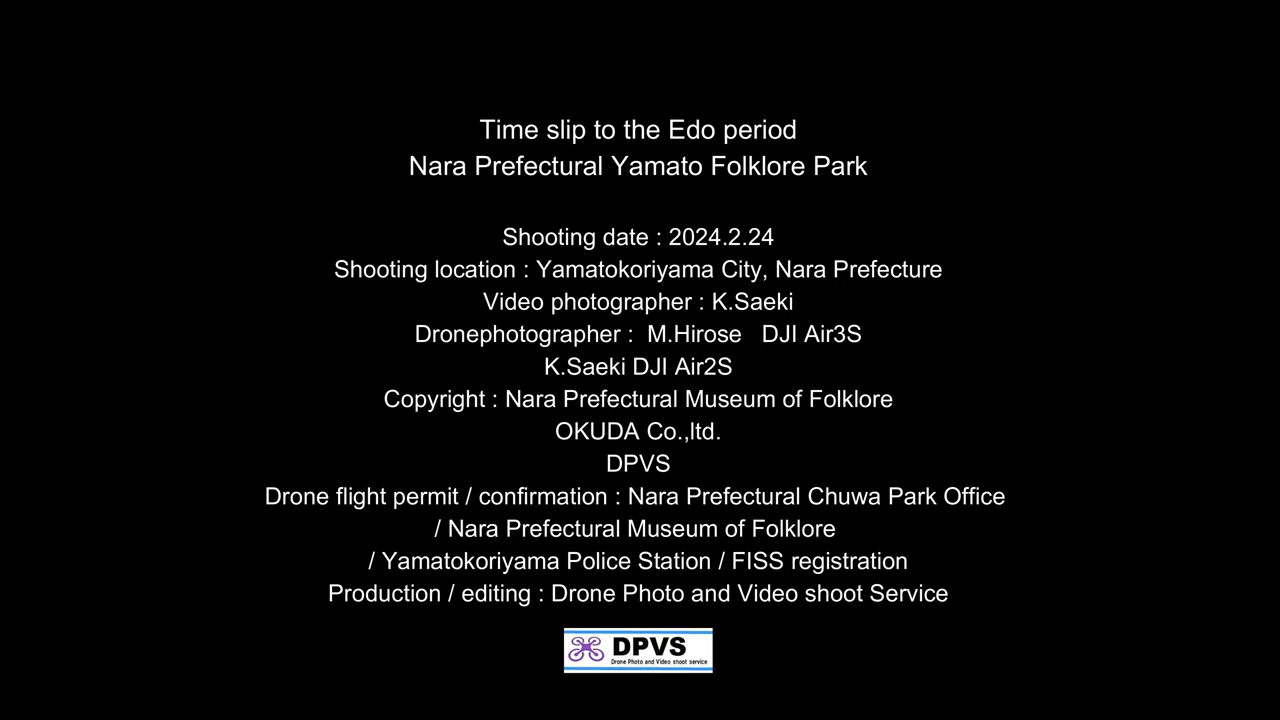 Time slip to the Edo period
Nara Prefectural Yamato Folklore Park
Shooting date : 2024.2.24
Shooting location : Yamatokoriyama City, Nara Prefecture
Video photographer : K.Saeki
Dronephotographer :  M.Hirose   DJI Air3S
K.Saeki DJI Air2S
Copyright : Nara Prefectural Museum of Folklore
OKUDA Co.,ltd.
DPVS
Drone flight permit / confirmation : Nara Prefectural Chuwa Park Office
/ Nara Prefectural Museum of Folklore
/ Yamatokoriyama Police Station / FISS registration
Production / editing : Drone Photo and Video shoot Service
DPVS
Drone Photo and Video shoot service